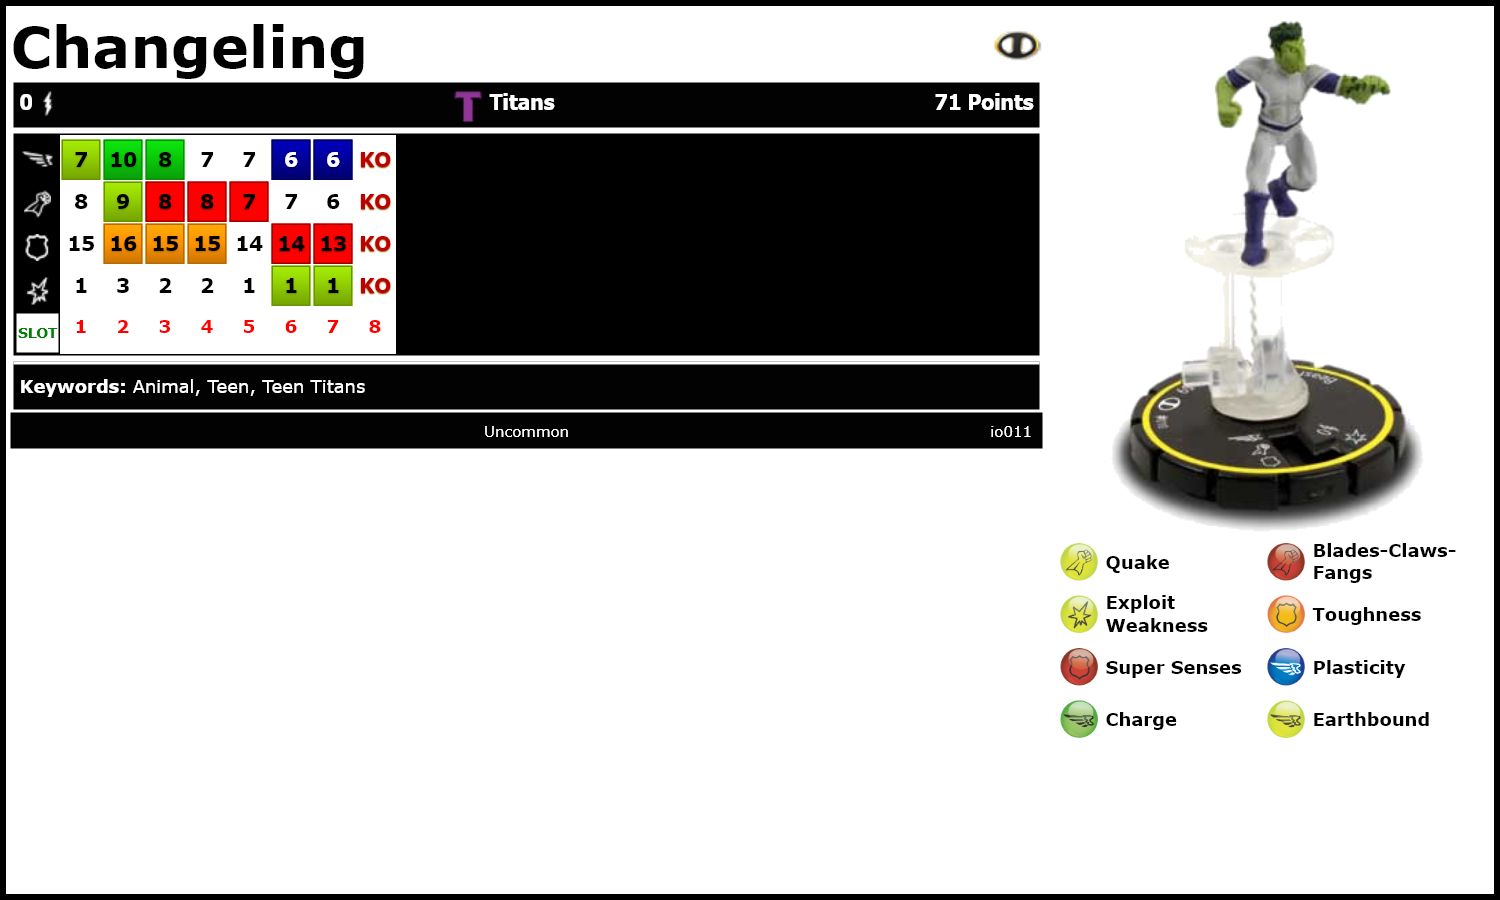 Changeling
0 Titans 71 Points
7 10 8 7 7 6 6 KO
8 9 8 8 7 7 6 KO
15 16 15 15 14 14 13 KO
1 3 2 2 1 1 1 KO
SLOT 1 2 3 4 5 6 7 8
Keywords: Animal, Teen, Teen Titans
Uncommon io011
Quake
Blades-Claws-
Fangs
Exploit
Weakness
Toughness
Super Senses
Plasticity
Charge
Earthbound